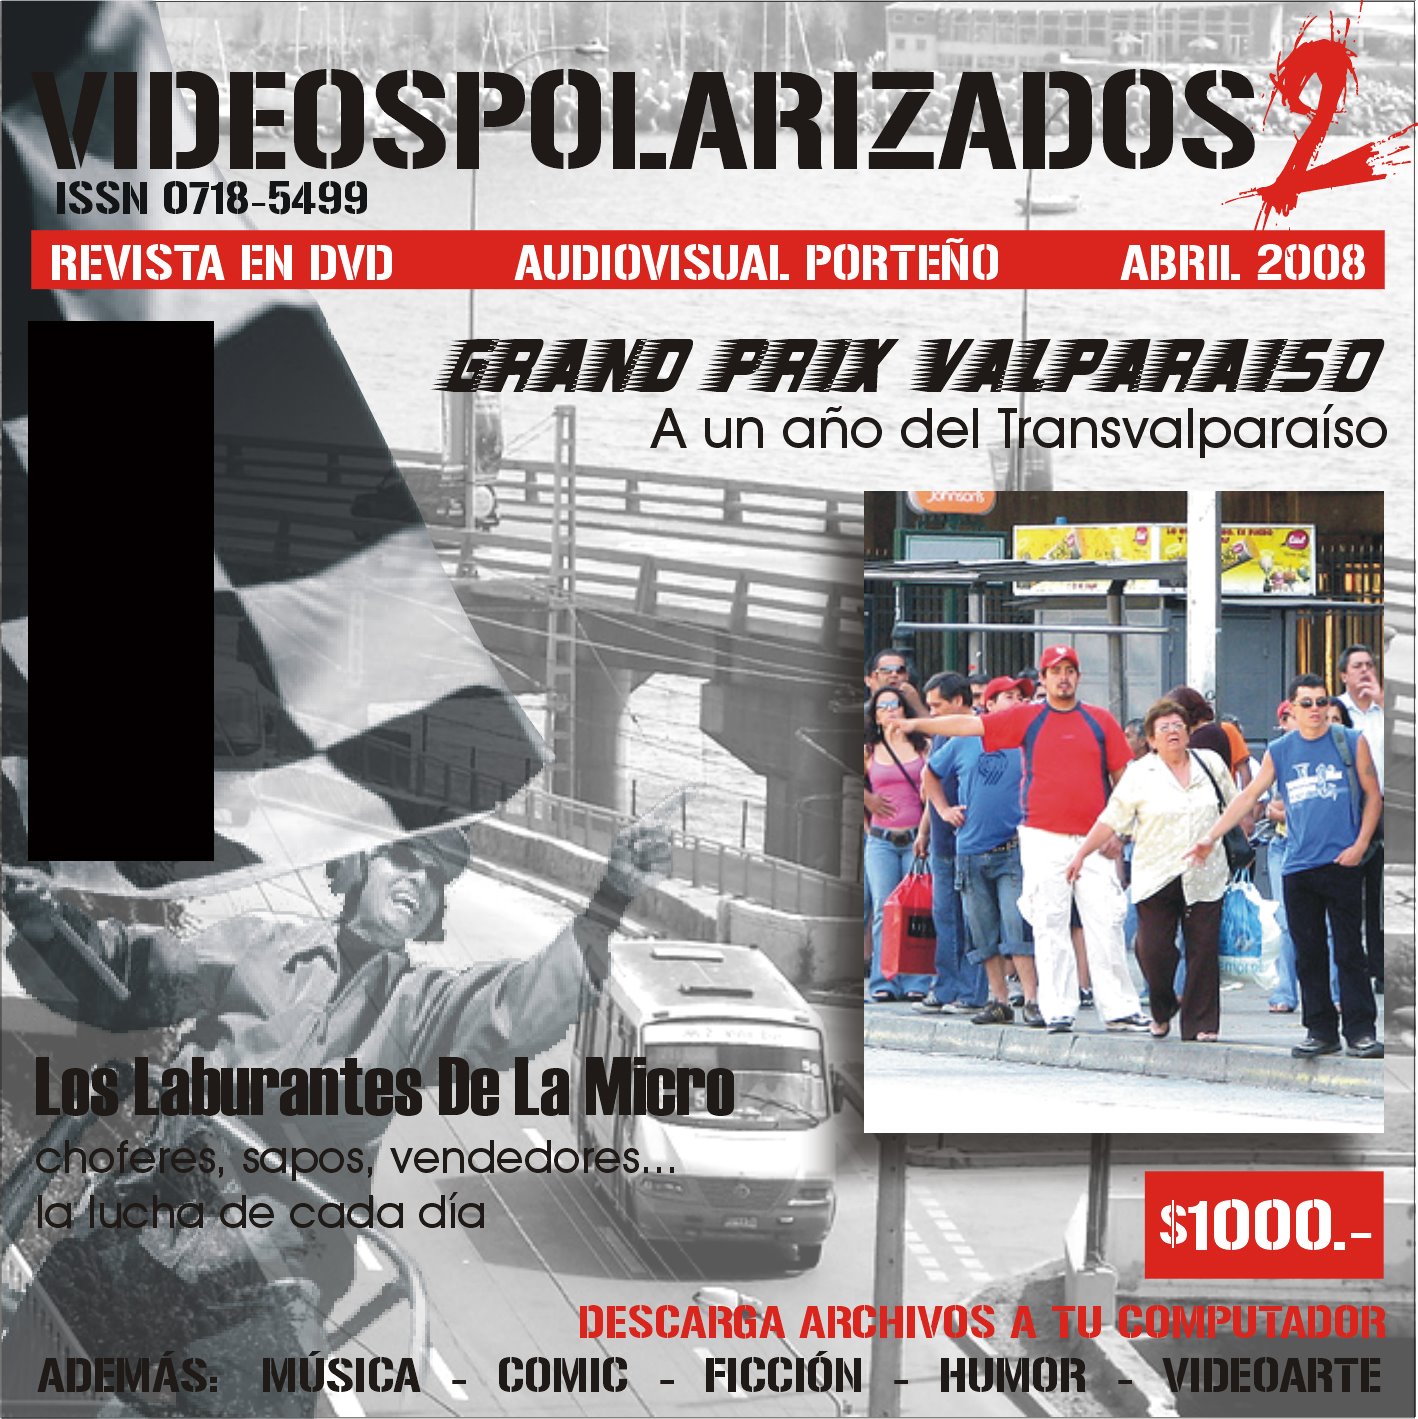 VIDEOSPOLARIZADOS 2
ISSN 0718-5499
REVISTA EN DVD AUDIOVISUAL PORTEÑO ABRIL 2008
GRAND PRIX VALPARAISO
A un año del Transvalparaíso
Johnson's
Los Laburantes De La Micro
choferes, sapos, vendedores...
la lucha de cada día
$1000.-
DESCARGA ARCHIVOS A TU COMPUTADOR
ADEMÁS: MÚSICA - COMIC - FICCIÓN - HUMOR - VIDEOARTE